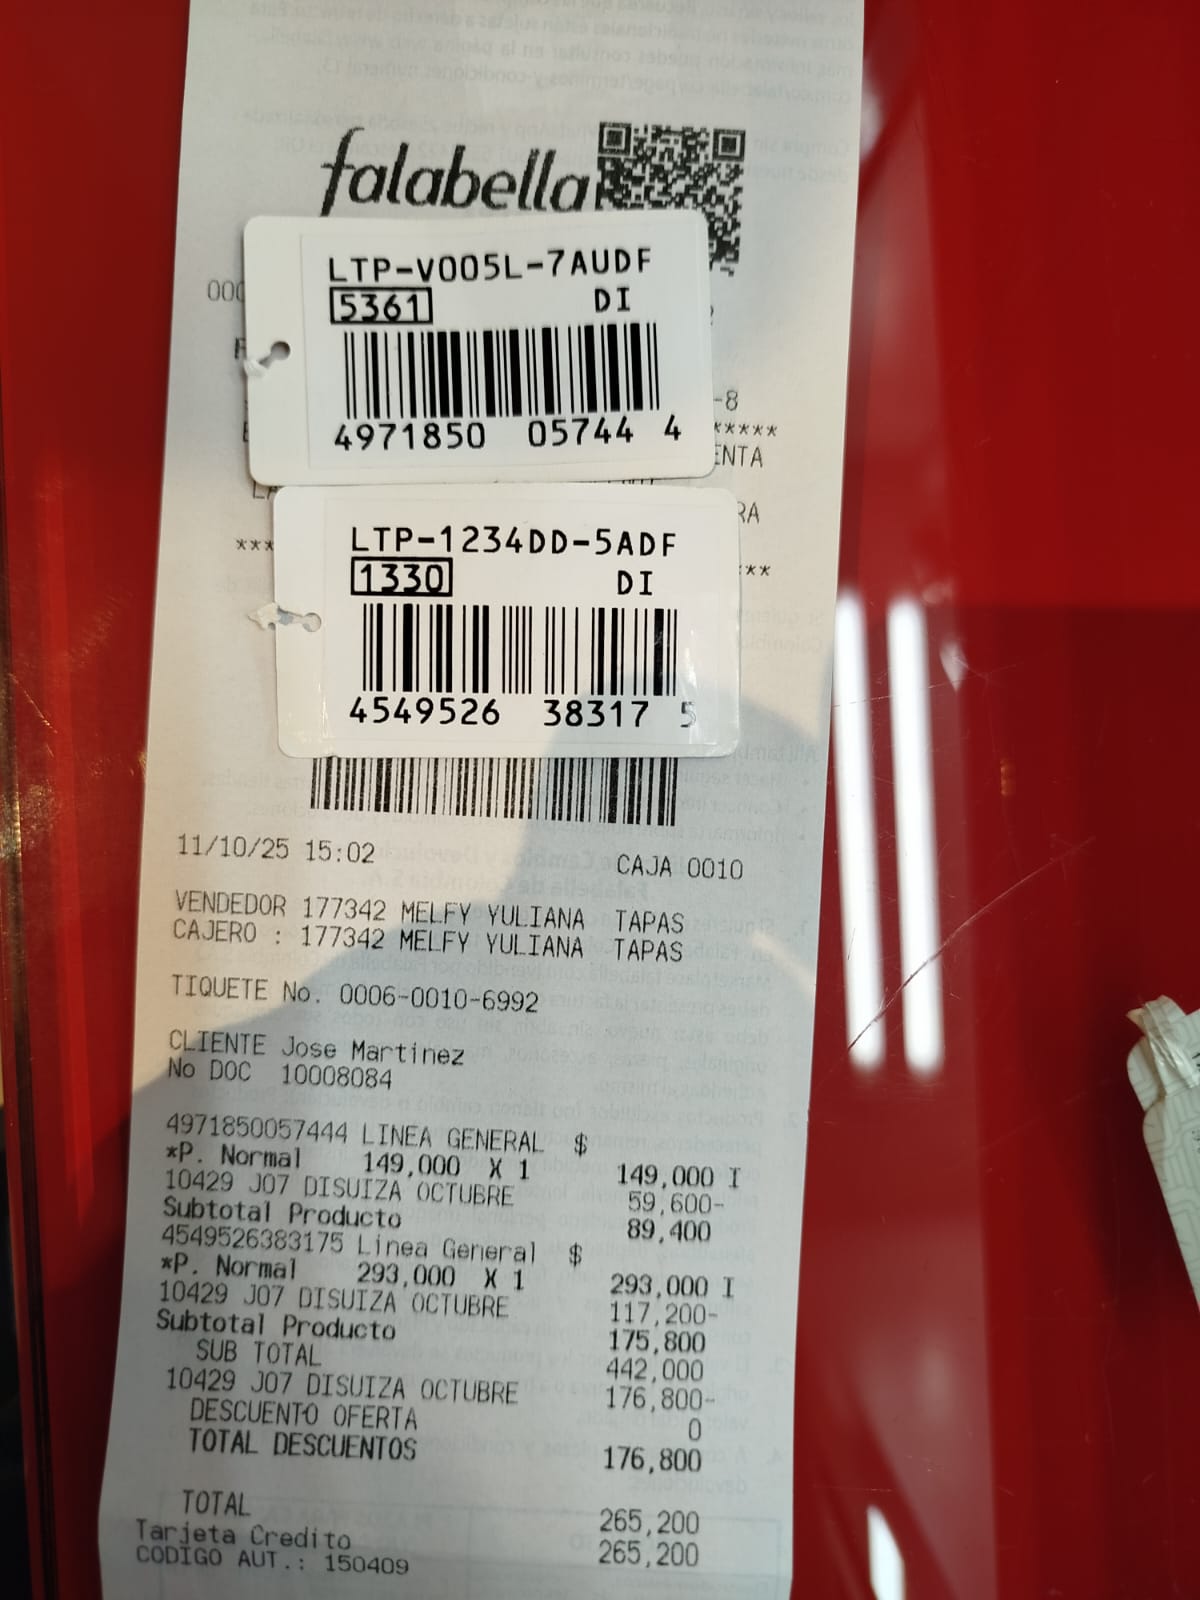 falabella
LTP-V005L-7AUDF
5361 DI
4971850 05744 4
-8
*****
ENTA
RA
LTP-1234DD-5ADF
***
***
1330 DI
4549526 38317 5
11/10/25 15:02 CAJA 0010
VENDEDOR 177342 MELFY YULIANA TAPAS
CAJERO : 177342 MELFY YULIANA TAPAS
TIQUETE No. 0006-0010-6992
CLIENTE Jose Martinez
No DOC 10008084
4971850057444 LINEA GENERAL $
*P. Normal 149,000 X 1 149,000 I
10429 J07 DISUIZA OCTUBRE 59,600-
Subtotal Producto 89,400
4549526383175 Linea General $
*P. Normal 293,000 X 1 293,000 I
10429 J07 DISUIZA OCTUBRE 117,200-
Subtotal Producto 175,800
SUB TOTAL 442,000
10429 J07 DISUIZA OCTUBRE 176,800-
DESCUENTO OFERTA 0
TOTAL DESCUENTOS 176,800
TOTAL 265,200
Tarjeta Credito 265,200
CODIGO AUT.: 150409